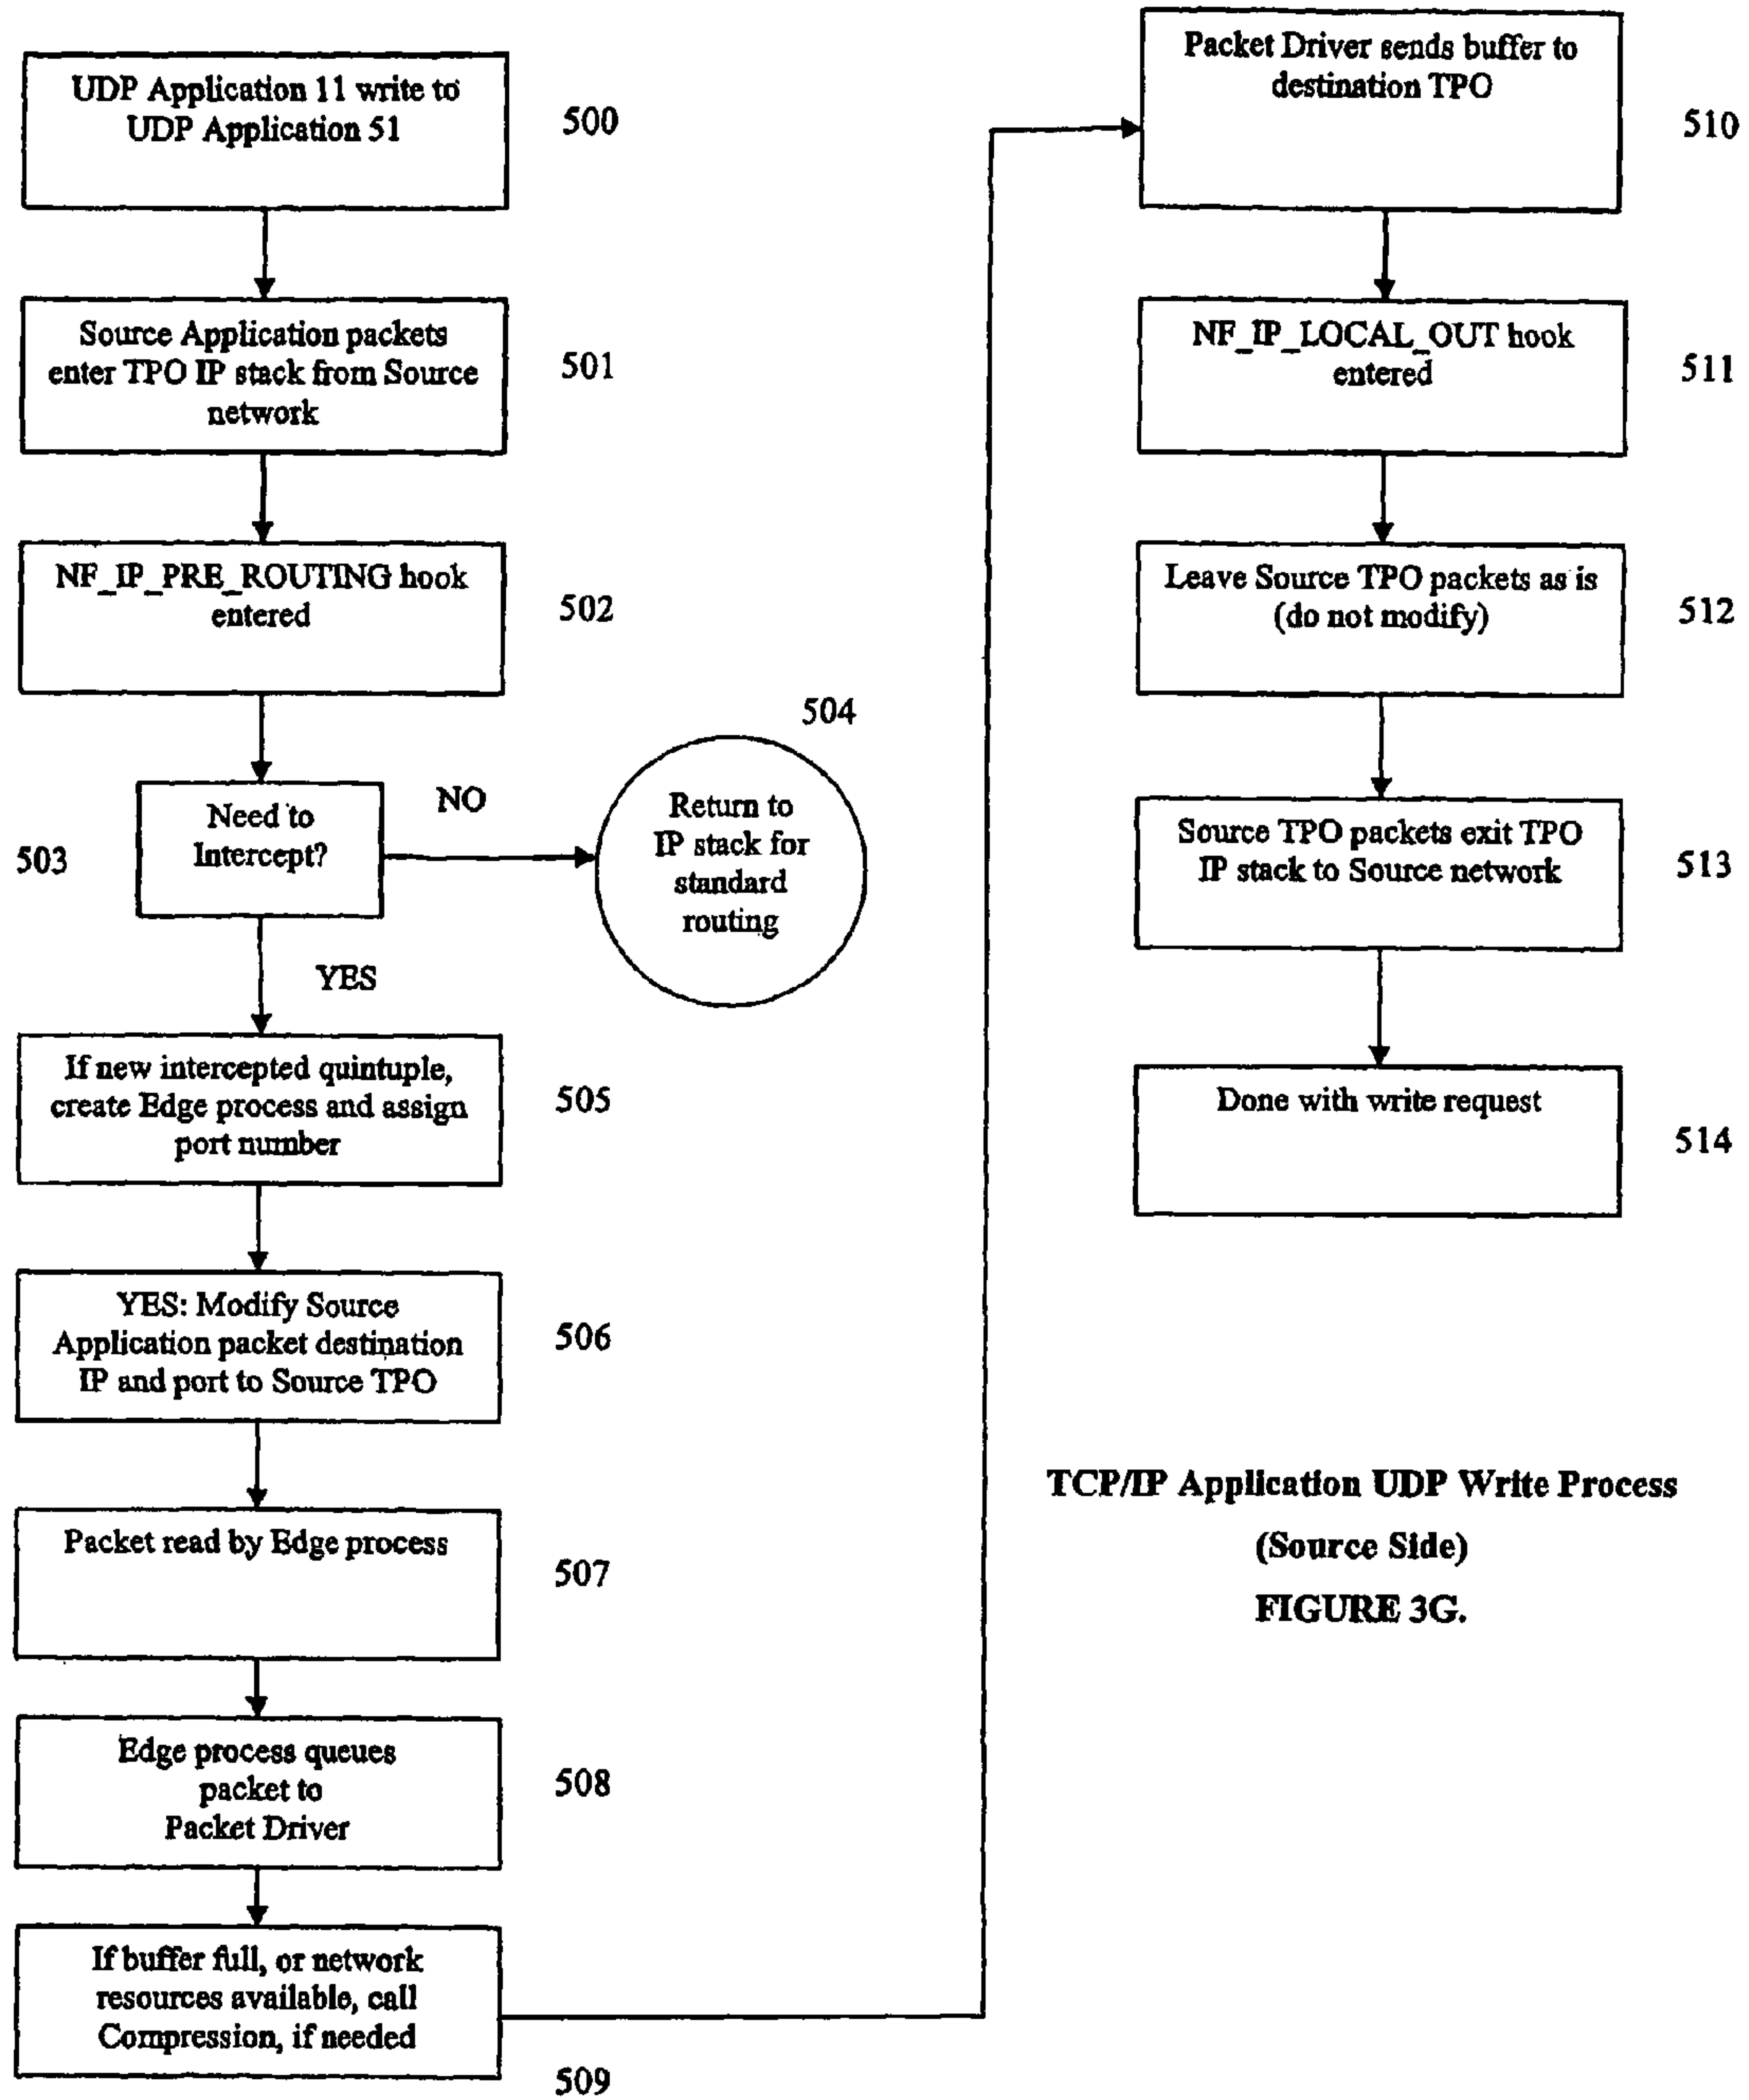 UDP Application 11 write to
UDP Application 51
500
Source Application packets
enter TPO IP stack from Source
network
501
NF_IP_PRE_ROUTING hook
entered
502
504
Need to
Intercept?
503
NO
Return to
IP stack for
standard
routing
YES
If new intercepted quintuple,
create Edge process and assign
port number
505
YES: Modify Source
Application packet destination
IP and port to Source TPO
506
Packet read by Edge process
507
Edge process queues
packet to
Packet Driver
508
If buffer full, or network
resources available, call
Compression, if needed
509
Packet Driver sends buffer to
destination TPO
510
NF_IP_LOCAL_OUT hook
entered
511
Leave Source TPO packets as is
(do not modify)
512
Source TPO packets exit TPO
IP stack to Source network
513
Done with write request
514
TCP/IP Application UDP Write Process
(Source Side)
FIGURE 3G.